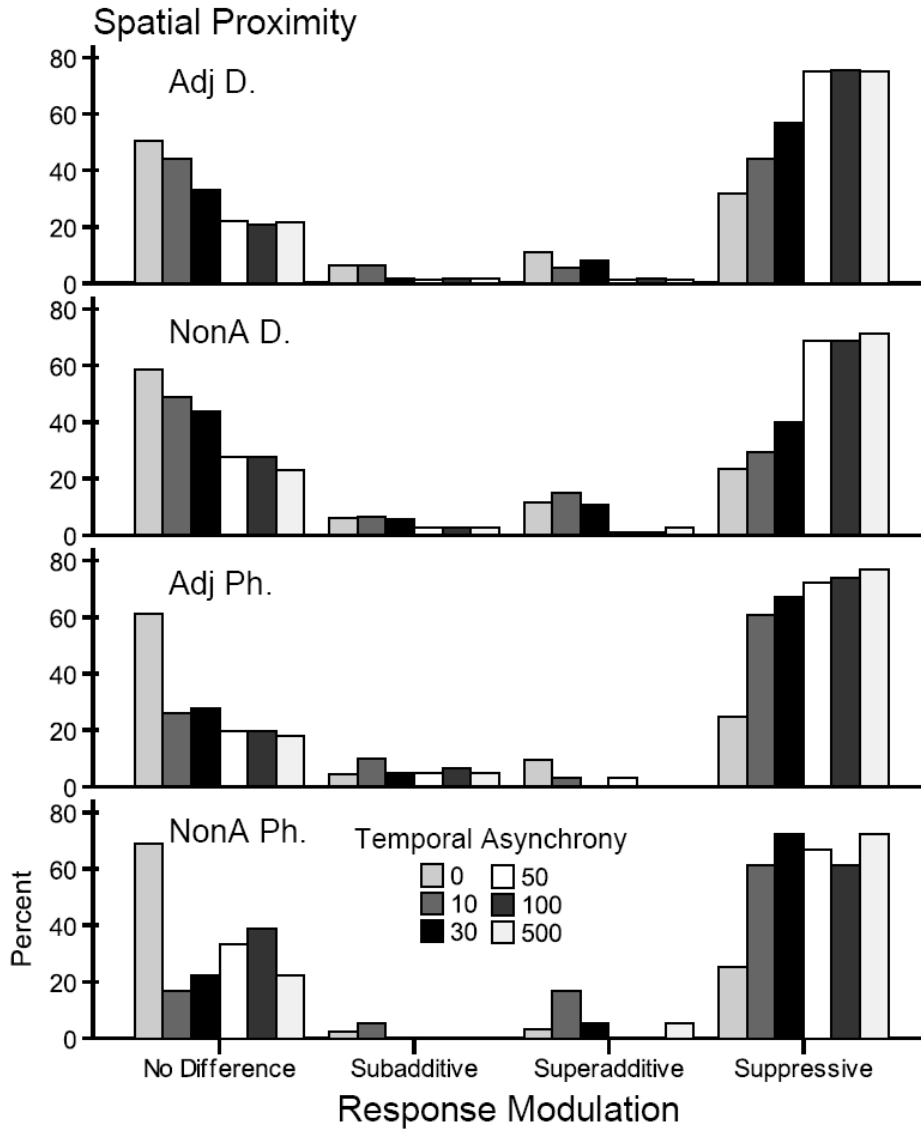 Spatial Proximity
80
60
40
20
0
Adj D.
80
60
40
20
0
NonA D.
80
60
40
20
0
Adj Ph.
80
60
40
20
0
NonA Ph.
Temporal Asynchrony
0 50
10 100
30 500
Percent
No Difference Subadditive Superadditive Suppressive
Response Modulation